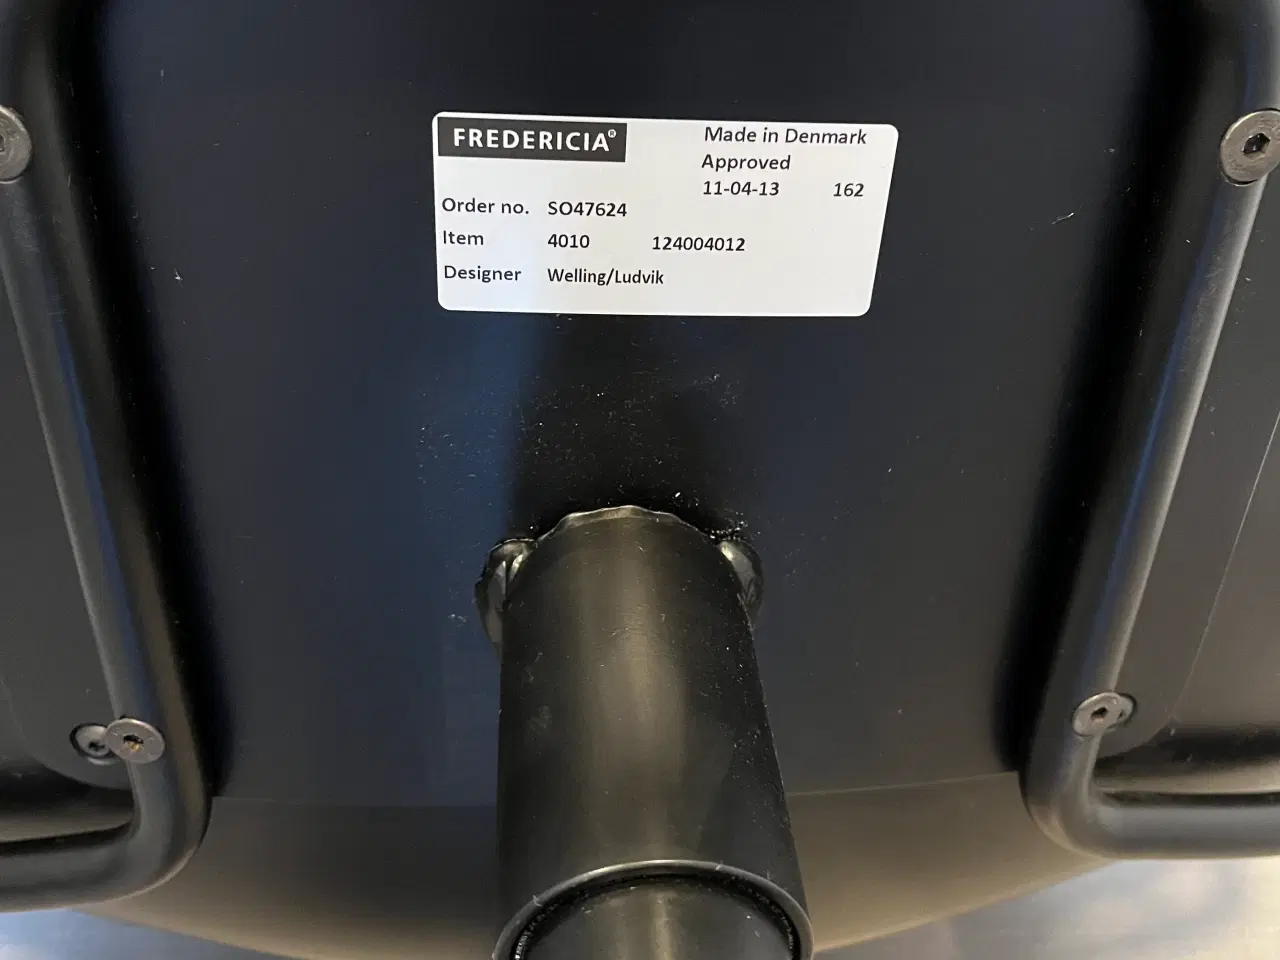 FREDERICIA®
Made in Denmark
Approved
11-04-13 162
Order no. SO47624
Item 4010 124004012
Designer Welling/Ludvik